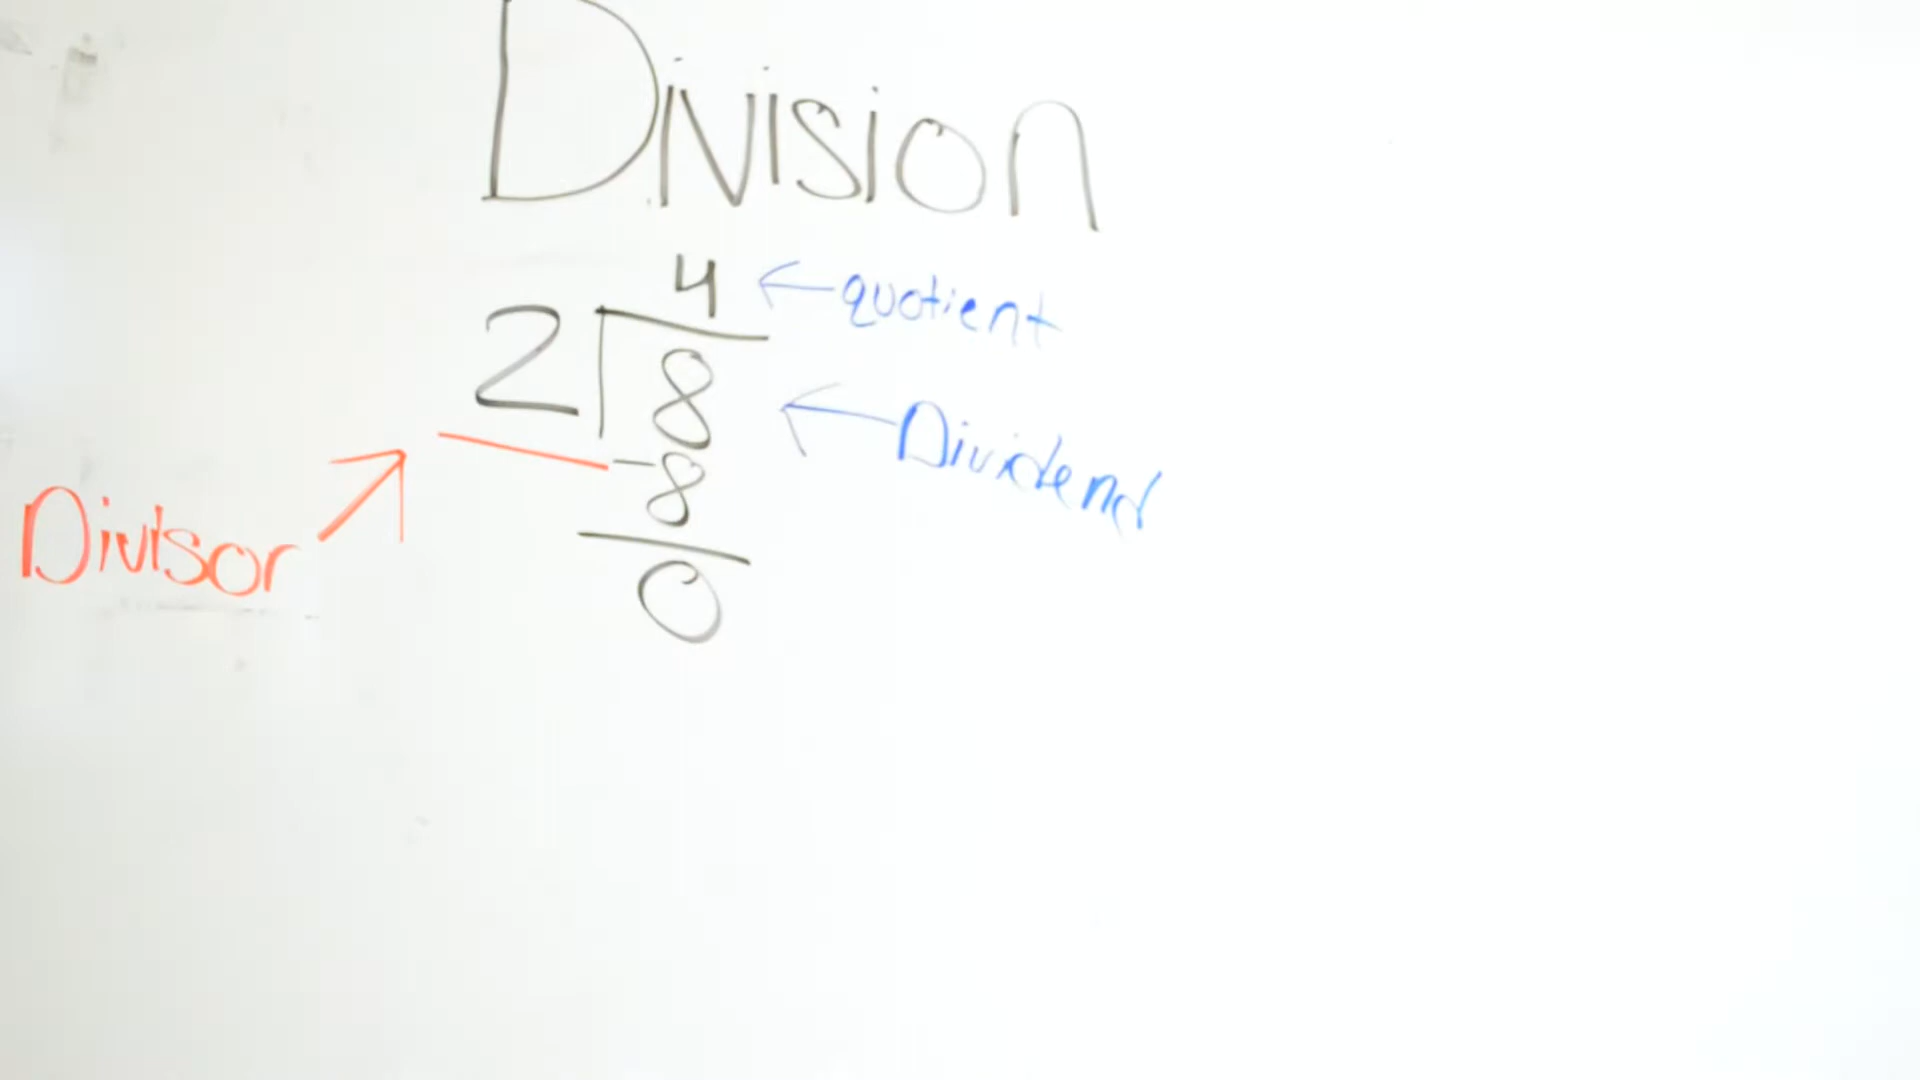 Division
4 ← quotient
2 8 ← Dividend
-8
Divisor
0